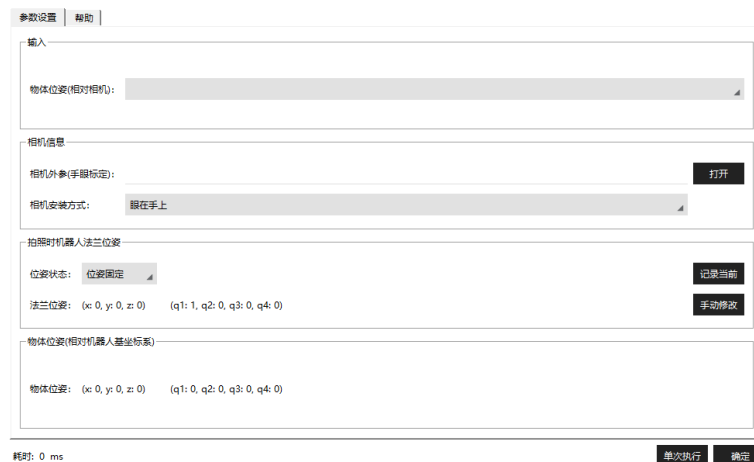 参数设置 帮助
输入
物体位姿(相对相机):
相机信息
相机外参(手眼标定): 打开
相机安装方式: 眼在手上
拍照时机器人法兰位姿
位姿状态: 位姿固定 记录当前
法兰位姿: (x: 0, y: 0, z: 0) (q1: 1, q2: 0, q3: 0, q4: 0) 手动修改
物体位姿(相对机器人基坐标系)
物体位姿: (x: 0, y: 0, z: 0) (q1: 0, q2: 0, q3: 0, q4: 0)
耗时: 0 ms 单次执行 确定